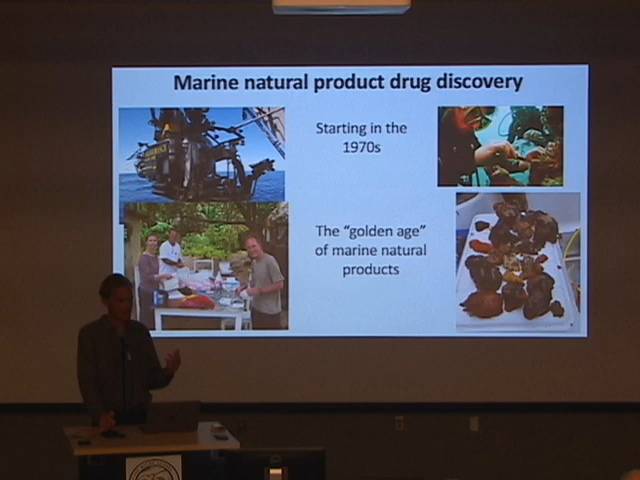 Marine natural product drug discovery
Starting in the
1970s
The “golden age”
of marine natural
products